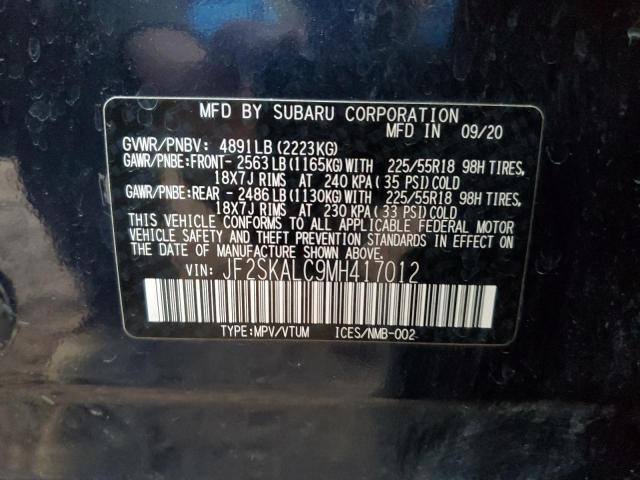 MFD BY SUBARU CORPORATION
MFD IN 09/20
GVWR/PNBV: 4891LB(2223KG)
GAWR/PNBE:FRONT- 2563LB(1165KG)WITH 225/55R18 98H TIRES,
18X7J RIMS AT 240 KPA(35 PSI)COLD
GAWR/PNBE:REAR - 2486LB(1130KG)WITH 225/55R18 98H TIRES,
18X7J RIMS AT 230 KPA(33 PSI)COLD
THIS VEHICLE CONFORMS TO ALL APPLICABLE FEDERAL MOTOR
VEHICLE SAFETY AND THEFT PREVENTION STANDARDS IN EFFECT ON
THE DATE OF MANUFACTURE SHOWN ABOVE.
VIN: JF2SKALC9MH417012
TYPE:MPV/VTUM ICES/NMB-002